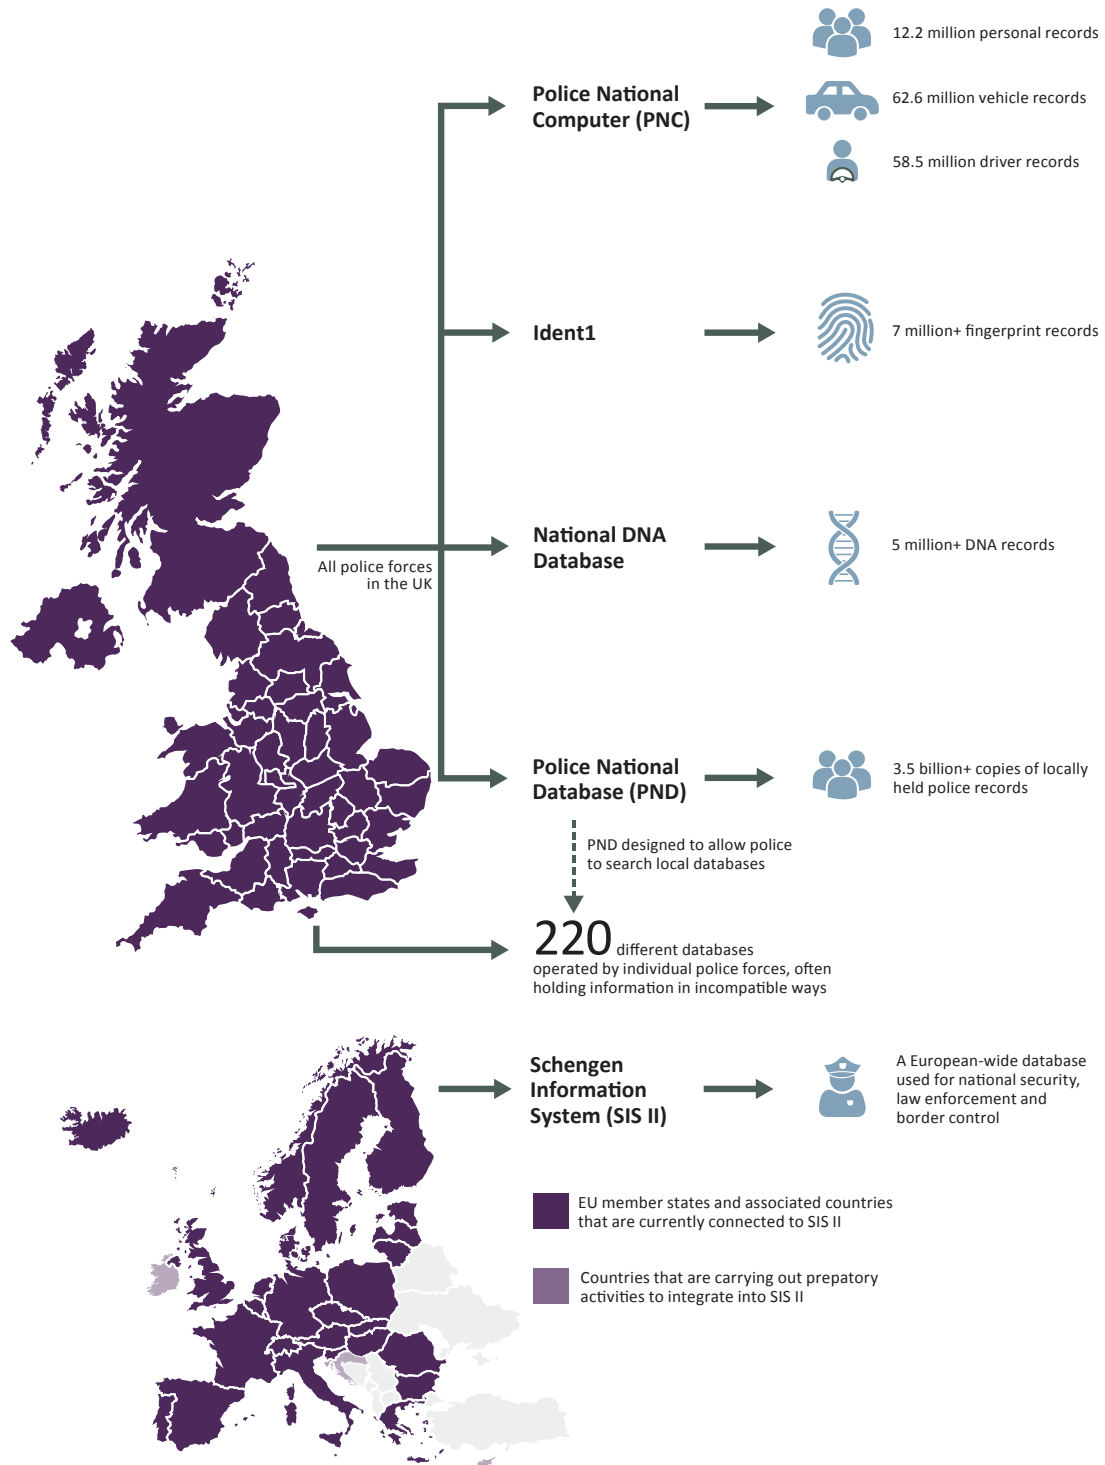 12.2 million personal records
Police National
Computer (PNC)
62.6 million vehicle records
58.5 million driver records
Ident1
7 million+ fingerprint records
All police forces
in the UK
National DNA
Database
5 million+ DNA records
Police National
Database (PND)
3.5 billion+ copies of locally
held police records
PND designed to allow police
to search local databases
220 different databases
operated by individual police forces, often
holding information in incompatible ways
Schengen
Information
System (SIS II)
A European-wide database
used for national security,
law enforcement and
border control
EU member states and associated countries
that are currently connected to SIS II
Countries that are carrying out prepatory
activities to integrate into SIS II